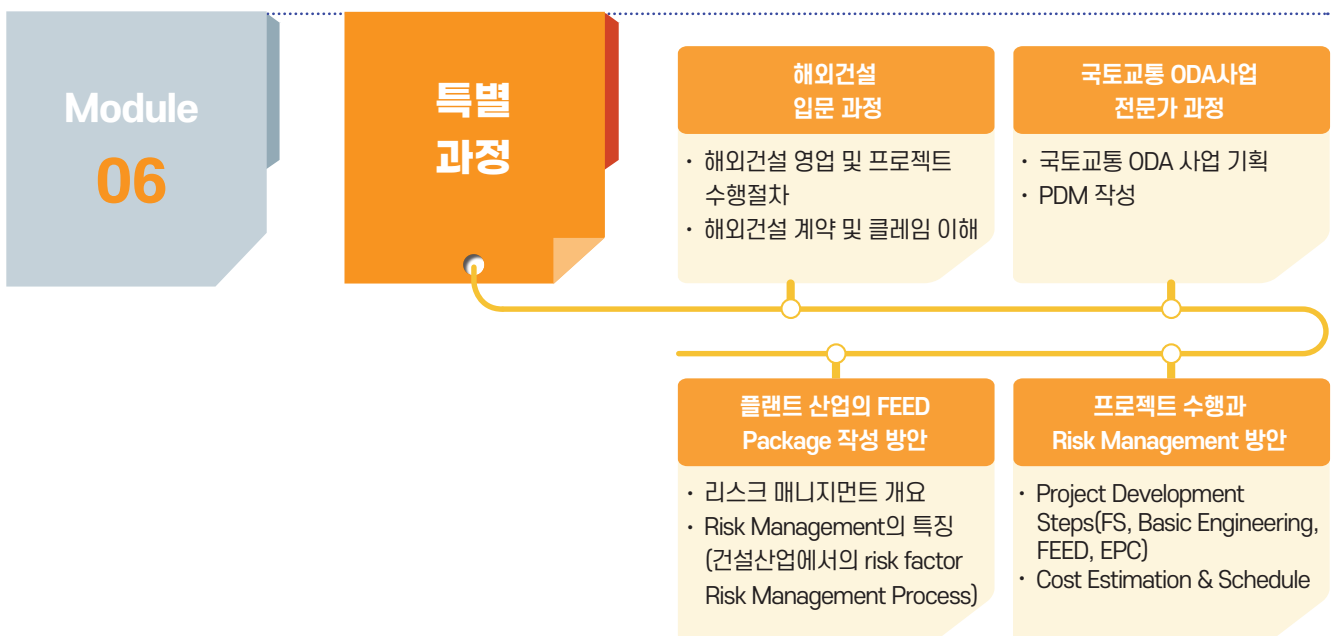 Module
06
특별
과정
해외건설
입문 과정
· 해외건설 영업 및 프로젝트
수행절차
· 해외건설 계약 및 클레임 이해
국토교통 ODA사업
전문가 과정
· 국토교통 ODA 사업 기획
· PDM 작성
플랜트 산업의 FEED
Package 작성 방안
· 리스크 매니지먼트 개요
· Risk Management의 특징
(건설산업에서의 risk factor
Risk Management Process)
프로젝트 수행과
Risk Management 방안
· Project Development
Steps(FS, Basic Engineering,
FEED, EPC)
· Cost Estimation & Schedule